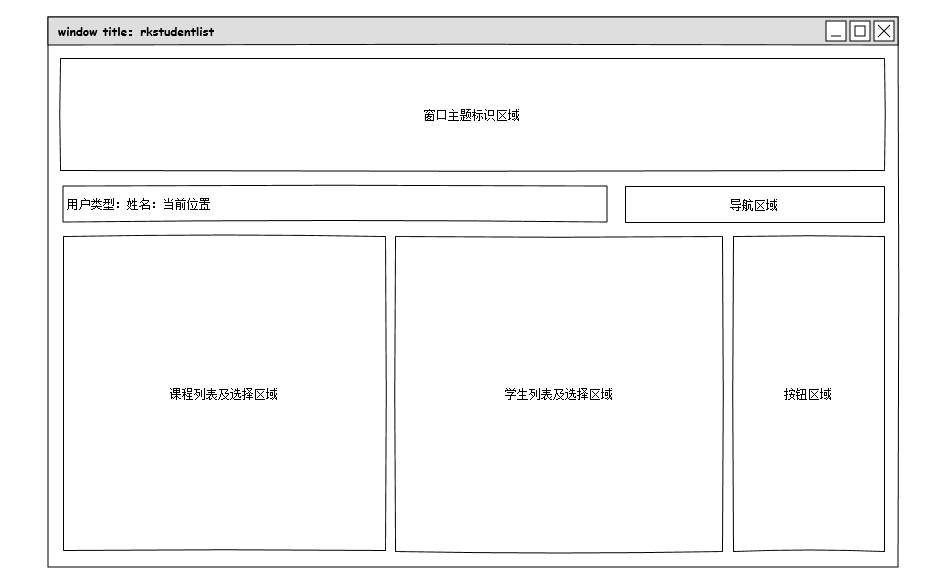 window title: rkstudentlist
窗口主题标识区域
用户类型：姓名：当前位置
导航区域
课程列表及选择区域
学生列表及选择区域
按钮区域